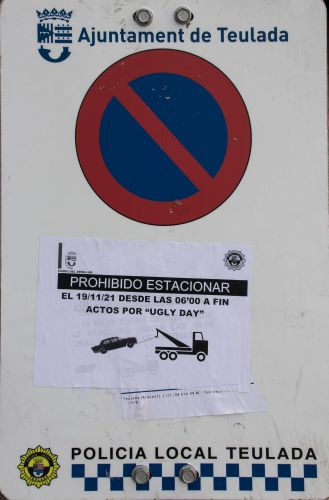 Ajuntament de Teulada
PROHIBIDO ESTACIONAR
EL 19/11/21 DESDE LAS 06'00 A FIN
ACTOS POR “UGLY DAY”
POLICIA LOCAL TEULADA